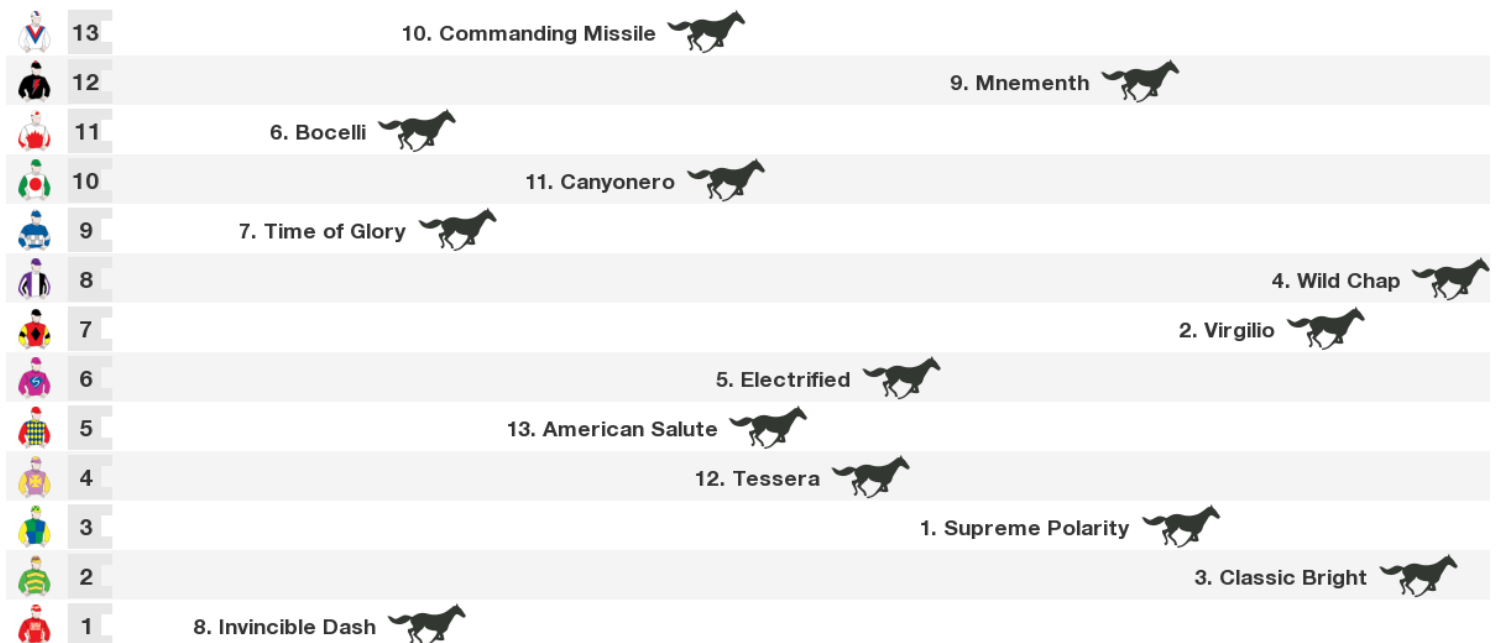 13 10. Commanding Missile
12 9. Mnementh
11 6. Bocelli
10 11. Canyonero
9 7. Time of Glory
8 4. Wild Chap
7 2. Virgilio
6 5. Electrified
5 13. American Salute
4 12. Tessera
3 1. Supreme Polarity
2 3. Classic Bright
1 8. Invincible Dash